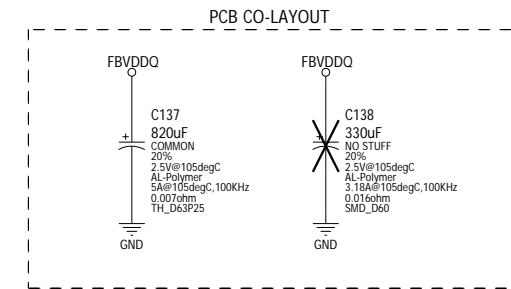 PCB CO-LAYOUT
FBVDDQ
C137
820uF
COMMON
20%
2.5V@105degC
AL-Polymer
5A@105degC,100KHz
0.007ohm
TH_D63P25
GND
FBVDDQ
C138
330uF
NO STUFF
20%
2.5V@105degC
AL-Polymer
3.18A@105degC,100KHz
0.016ohm
SMD_D60
GND